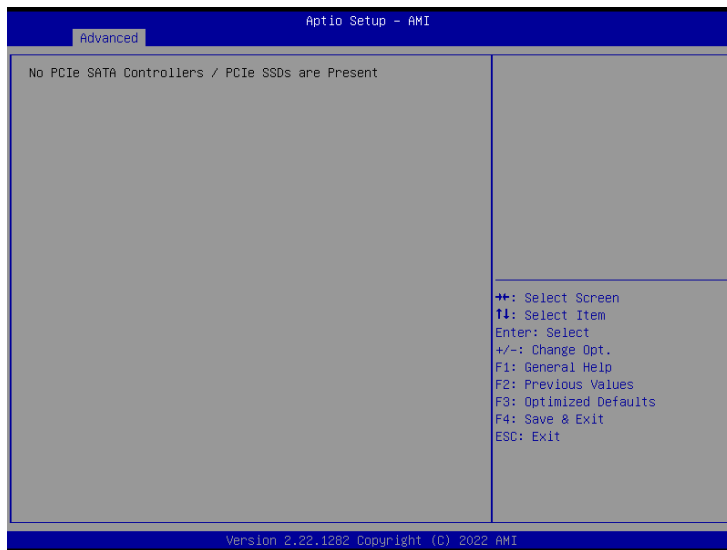 Aptio Setup – AMI
Advanced
No PCIe SATA Controllers / PCIe SSDs are Present
→←: Select Screen
↑↓: Select Item
Enter: Select
+/-: Change Opt.
F1: General Help
F2: Previous Values
F3: Optimized Defaults
F4: Save & Exit
ESC: Exit
Version 2.22.1282 Copyright (C) 2022 AMI